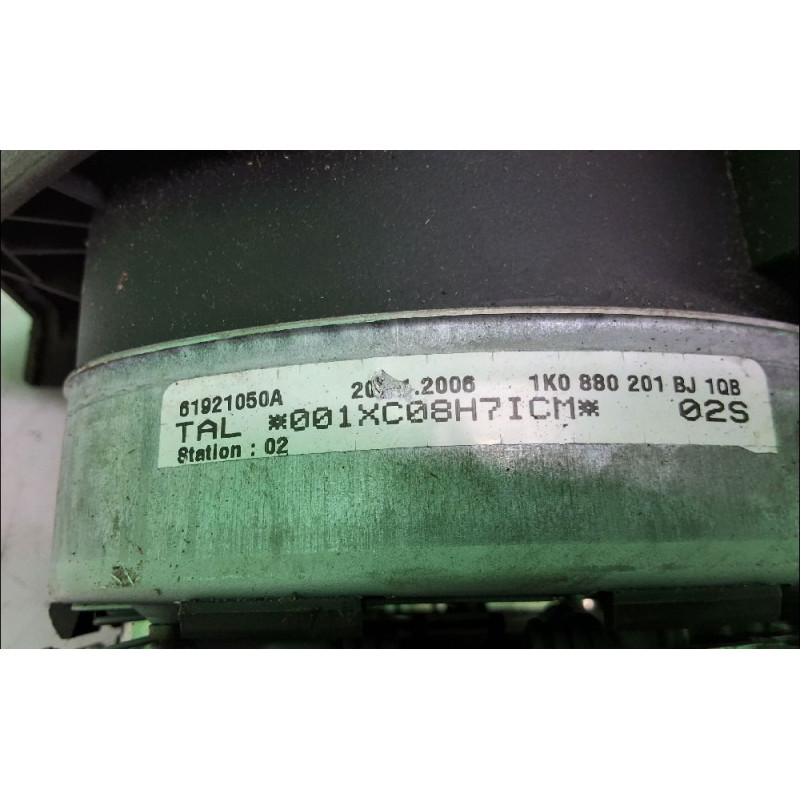 61921050A 1K0 880 201 BJ 1QB
TAL *001XC08H7ICM* 02S
Station : 02